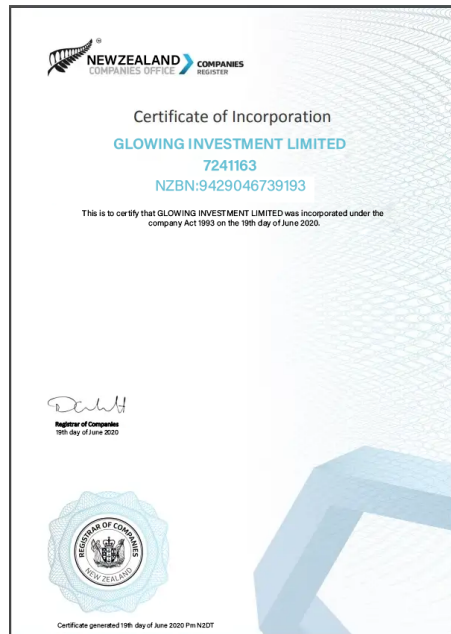 ®
NEWZEALAND
COMPANIES OFFICE
COMPANIES
REGISTER
Certificate of Incorporation
GLOWING INVESTMENT LIMITED
7241163
NZBN:9429046739193
This is to certify that GLOWING INVESTMENT LIMITED was incorporated under the
company Act 1993 on the 19th day of June 2020.
Registrar of Companies
19th day of June 2020
REGISTRAR OF COMPANIES
NEW ZEALAND
Certificate generated 19th day of June 2020 Pm N2DT